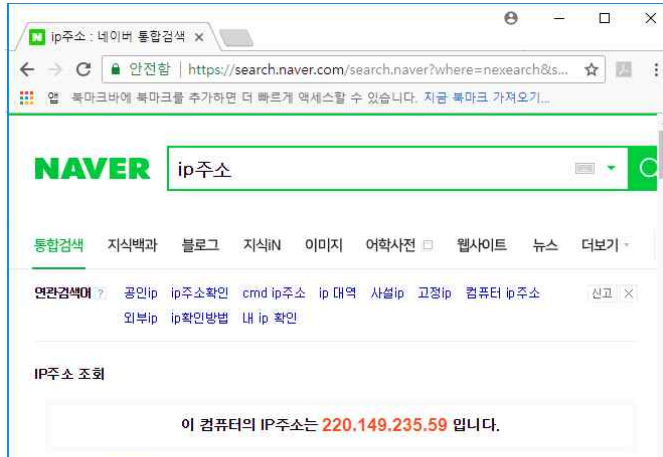 ip주소 : 네이버 통합검색
안전함 | https://search.naver.com/search.naver?where=nexearch&s...
앱 북마크바에 북마크를 추가하면 더 빠르게 액세스할 수 있습니다. 지금 북마크 가져오기...
NAVER ip주소
통합검색 지식백과 블로그 지식iN 이미지 어학사전 웹사이트 뉴스 더보기
연관검색어 ? 공인ip ip주소확인 cmd ip주소 ip 대역 사설ip 고정ip 컴퓨터 ip주소 신고
외부ip ip확인방법 내 ip 확인
IP주소 조회
이 컴퓨터의 IP주소는 220.149.235.59 입니다.